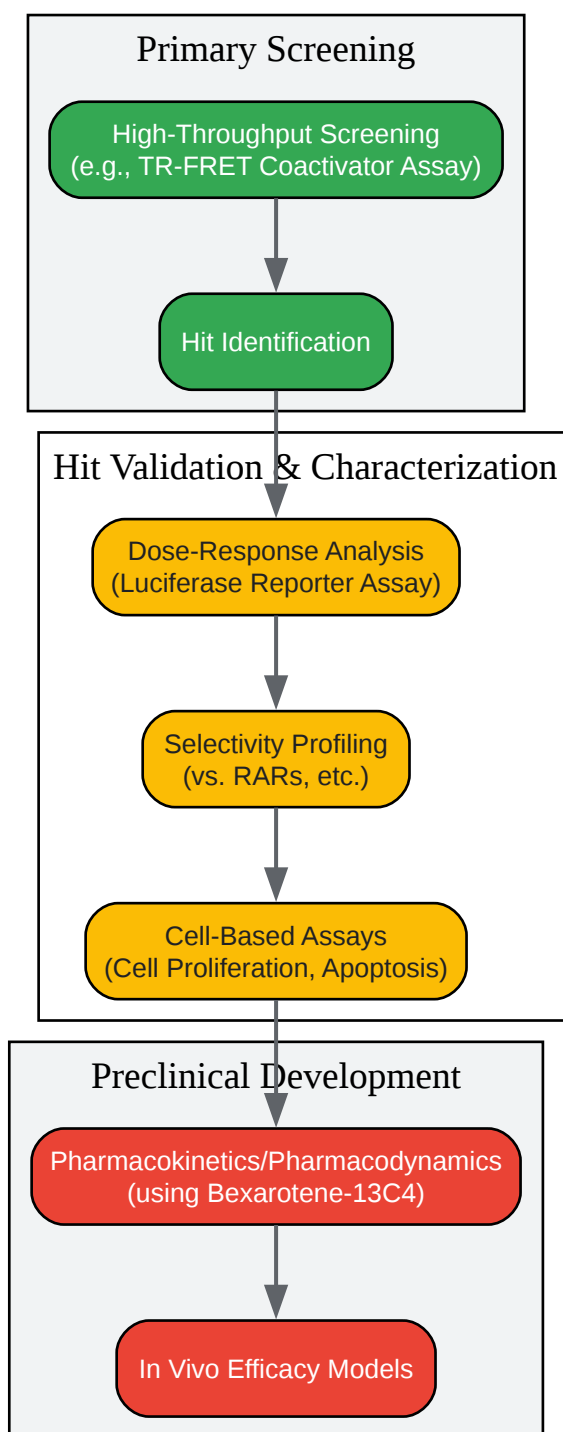 Primary Screening
High-Throughput Screening
(e.g., TR-FRET Coactivator Assay)
Hit Identification
Hit Validation & Characterization
Dose-Response Analysis
(Luciferase Reporter Assay)
Selectivity Profiling
(vs. RARs, etc.)
Cell-Based Assays
(Cell Proliferation, Apoptosis)
Preclinical Development
Pharmacokinetics/Pharmacodynamics
(using Bexarotene-13C4)
In Vivo Efficacy Models